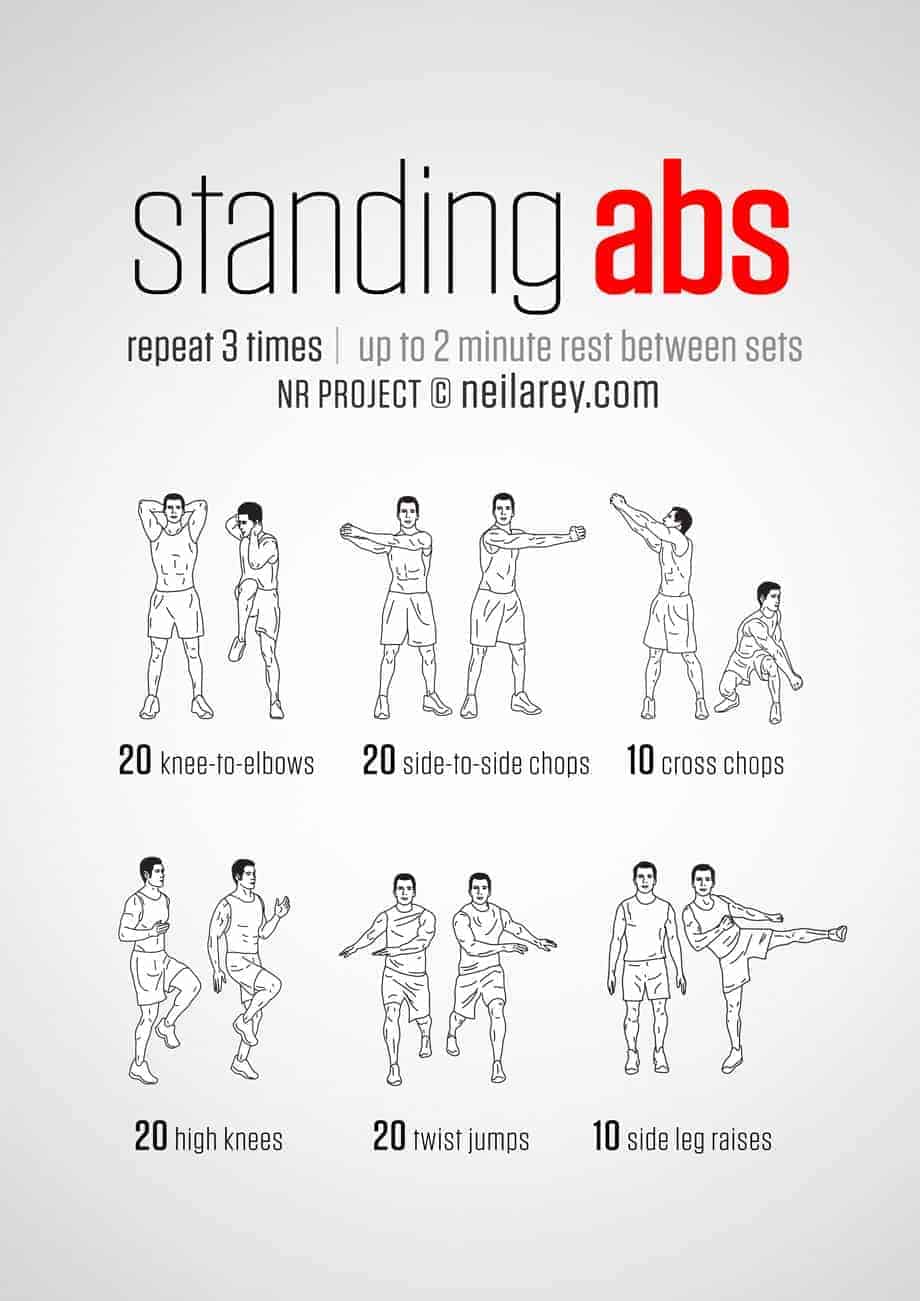 standing abs
repeat 3 times | up to 2 minute rest between sets
NR PROJECT © neilarey.com
20 knee-to-elbows
20 side-to-side chops
10 cross chops
20 high knees
20 twist jumps
10 side leg raises